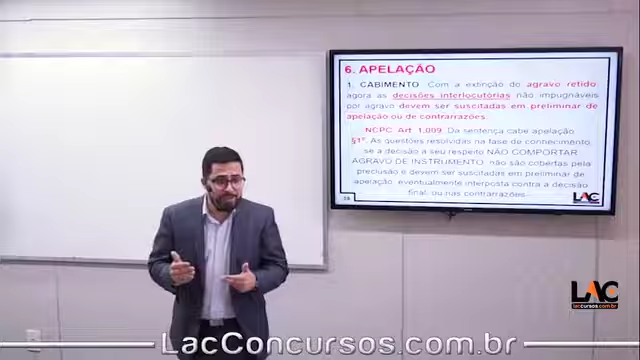 6. APELAÇÃO
1. CABIMENTO. Com a extinção do agravo retido
agora as decisões interlocutórias não impugnáveis
por agravo devem ser suscitadas em preliminar de
apelação ou de contrarrazões.
NCPC. Art. 1.009. Da sentença cabe apelação.
§1º. As questões resolvidas na fase de conhecimento,
se a decisão a seu respeito NÃO COMPORTAR
AGRAVO DE INSTRUMENTO, não são cobertas pela
preclusão e devem ser suscitadas em preliminar de
apelação, eventualmente interposta contra a decisão
final, ou nas contrarrazões.
LAC
LAC
lacconcursos.com.br
LacConcursos.com.br